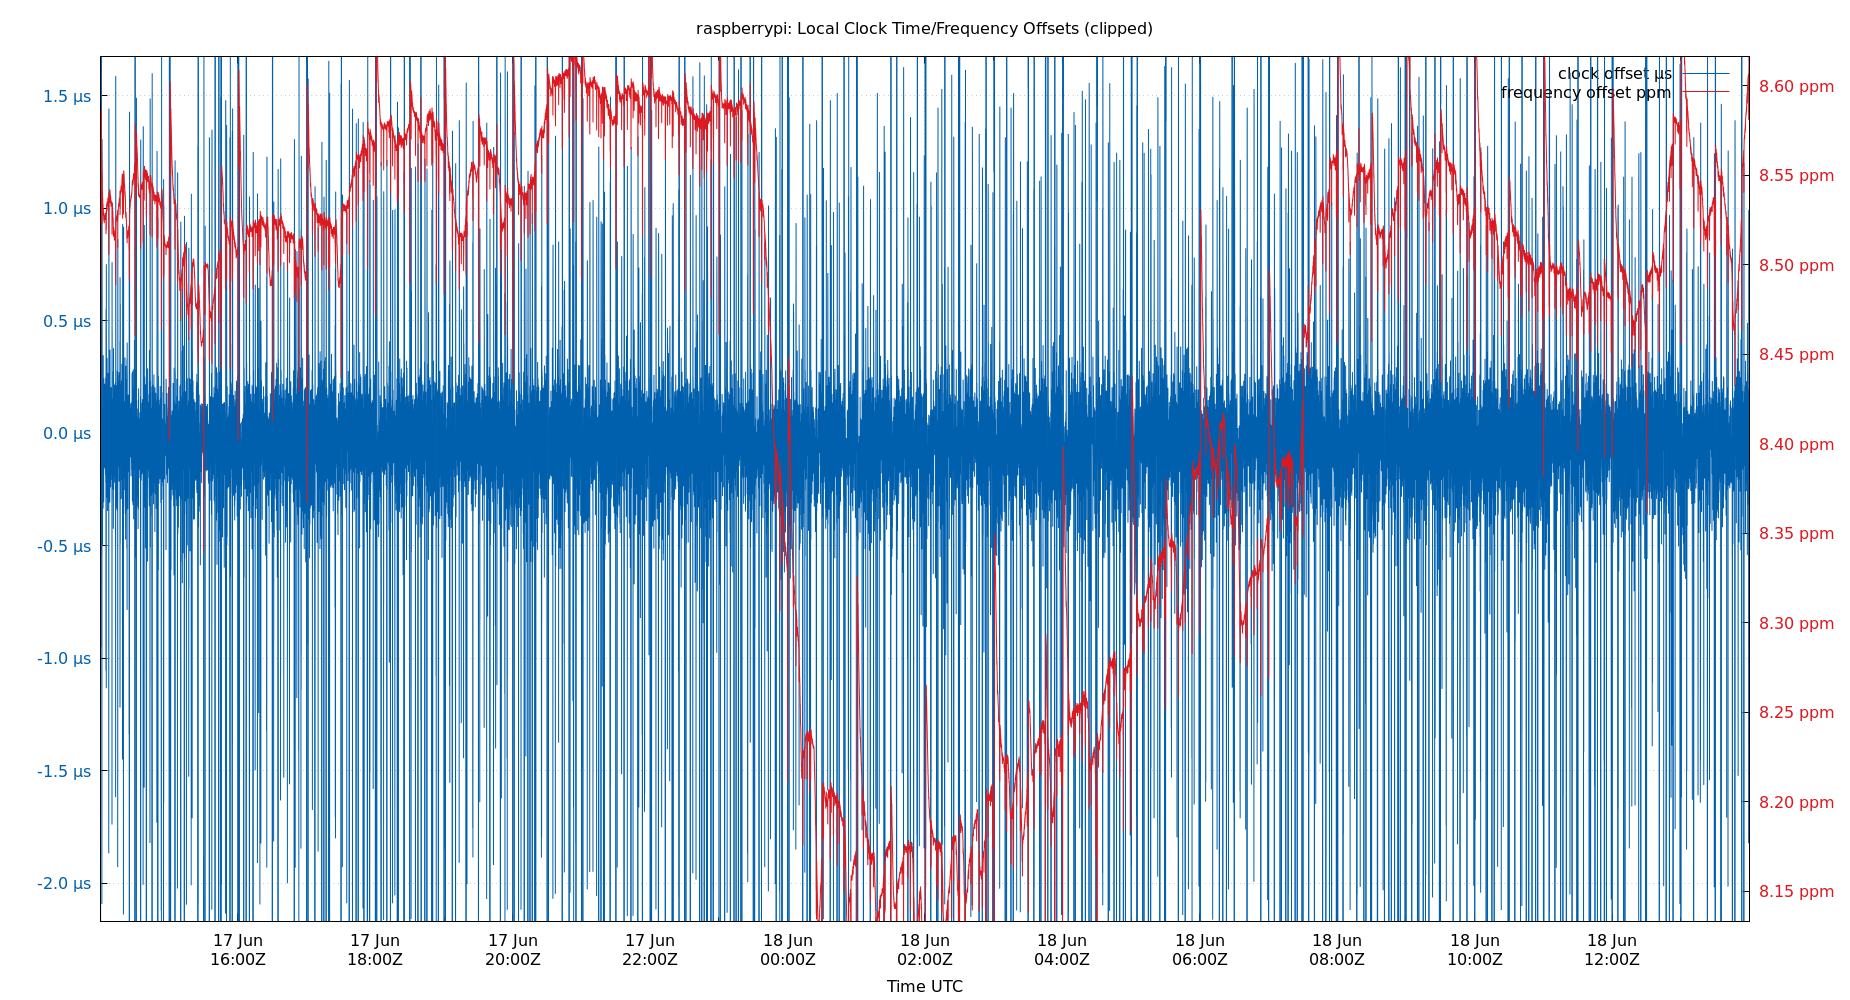 raspberrypi: Local Clock Time/Frequency Offsets (clipped)
clock offset µs
frequency offset ppm
1.5 µs
1.0 µs
0.5 µs
0.0 µs
-0.5 µs
-1.0 µs
-1.5 µs
-2.0 µs
8.60 ppm
8.55 ppm
8.50 ppm
8.45 ppm
8.40 ppm
8.35 ppm
8.30 ppm
8.25 ppm
8.20 ppm
8.15 ppm
17 Jun 17 Jun 17 Jun 17 Jun 18 Jun 18 Jun 18 Jun 18 Jun 18 Jun 18 Jun 18 Jun
16:00Z 18:00Z 20:00Z 22:00Z 00:00Z 02:00Z 04:00Z 06:00Z 08:00Z 10:00Z 12:00Z
Time UTC